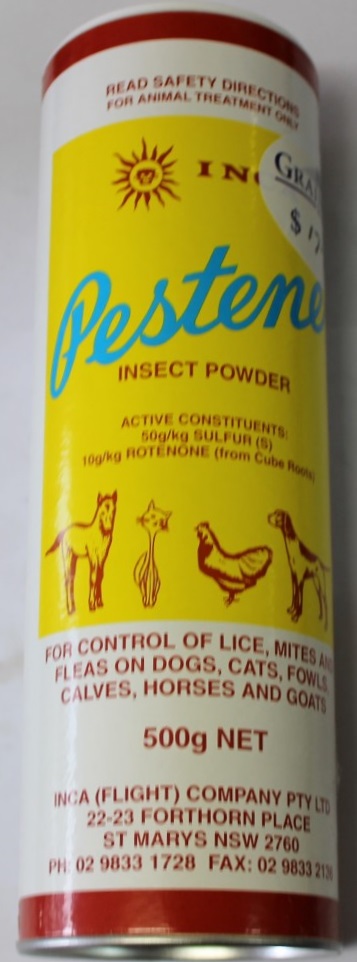 READ SAFETY DIRECTIONS
FOR ANIMAL TREATMENT ONLY
$
Pestene
INSECT POWDER
ACTIVE CONSTITUENTS:
50g/kg SULFUR (S)
10g/kg ROTENONE (from Cube Roots)
FOR CONTROL OF LICE, MITES AND
FLEAS ON DOGS, CATS, FOWLS,
CALVES, HORSES AND GOATS
500g NET
INCA (FLIGHT) COMPANY PTY LTD
22-23 FORTHORN PLACE
ST MARYS NSW 2760
PH: 02 9833 1728 FAX: 02 9833